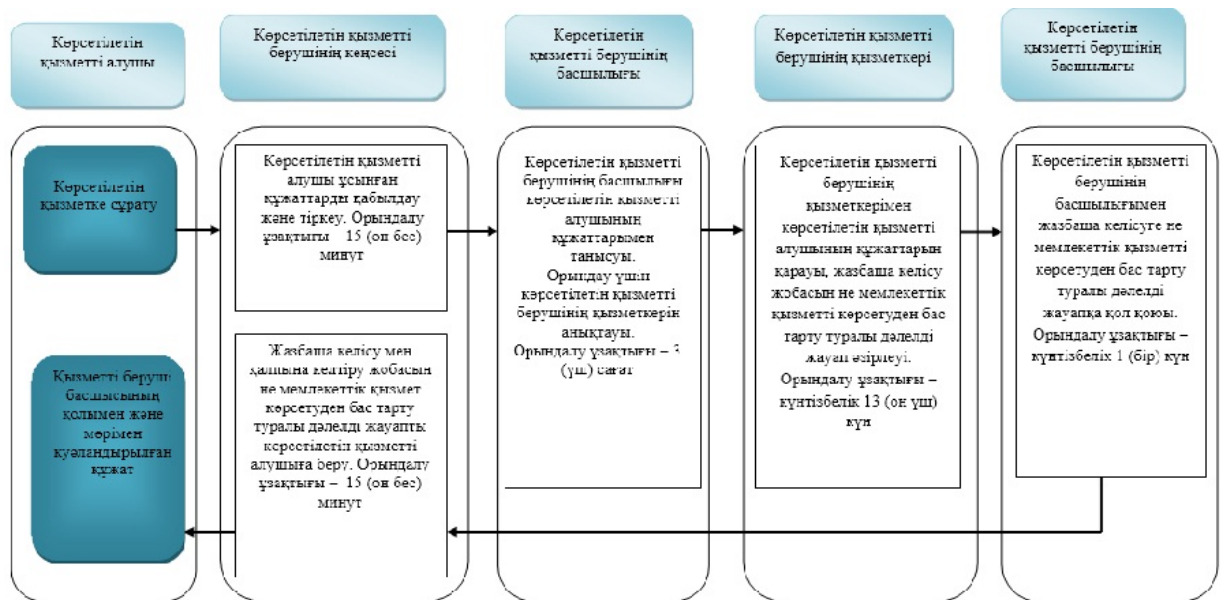 Көрсетілетін
қызметті алушы
Көрсетілетін қызметті
берушінің кеңсесі
Көрсетілетін
қызметті берушінің
басшылығы
Көрсетілетін қызметті
берушінің қызметкері
Көрсетілетін
қызметті берушінің
басшылығы
Көрсетілетін
қызметке сұрату
Көрсетілетін қызметті
алушы ұсынған
құжаттарды қабылдау
және тіркеу. Орындалу
ұзақтығы – 15 (он бес)
минут
Көрсетілетін қызметті
берушінің басшылығы
көрсетілетін қызметті
алушының
құжаттарымен
танысуы.
Орындау үшін
көрсетілетін қызметті
берушінің қызметкерін
анықтауы.
Орындалу ұзақтығы – 3
(үш) сағат
Көрсетілетін қызметті
берушінің
қызметкерімен
көрсетілетін қызметті
алушының құжаттарын
қарауы, жазбаша келісу
жобасын не мемлекеттік
қызметті көрсетуден бас
тарту туралы дәлелді
жауап әзірлеуі.
Орындалу ұзақтығы –
күнтізбелік 13 (он үш)
күн
Көрсетілетін қызметті
берушінің
басшылығымен
жазбаша келісуге не
мемлекеттік қызметті
көрсетуден бас тарту
туралы дәлелді
жауапқа қол қоюы.
Орындалу ұзақтығы –
күнтізбелік 1 (бір) күн
Қызметті беруші
басшысының
қолымен және
мөрімен
куәландырылған
құжат
Жазбаша келісу мен
қалпына келтіру жобасын
не мемлекеттік қызмет
көрсетуден бас тарту
туралы дәлелді жауапты
көрсетілетін қызметті
алушыға беру. Орындалу
ұзақтығы – 15 (он бес)
минут